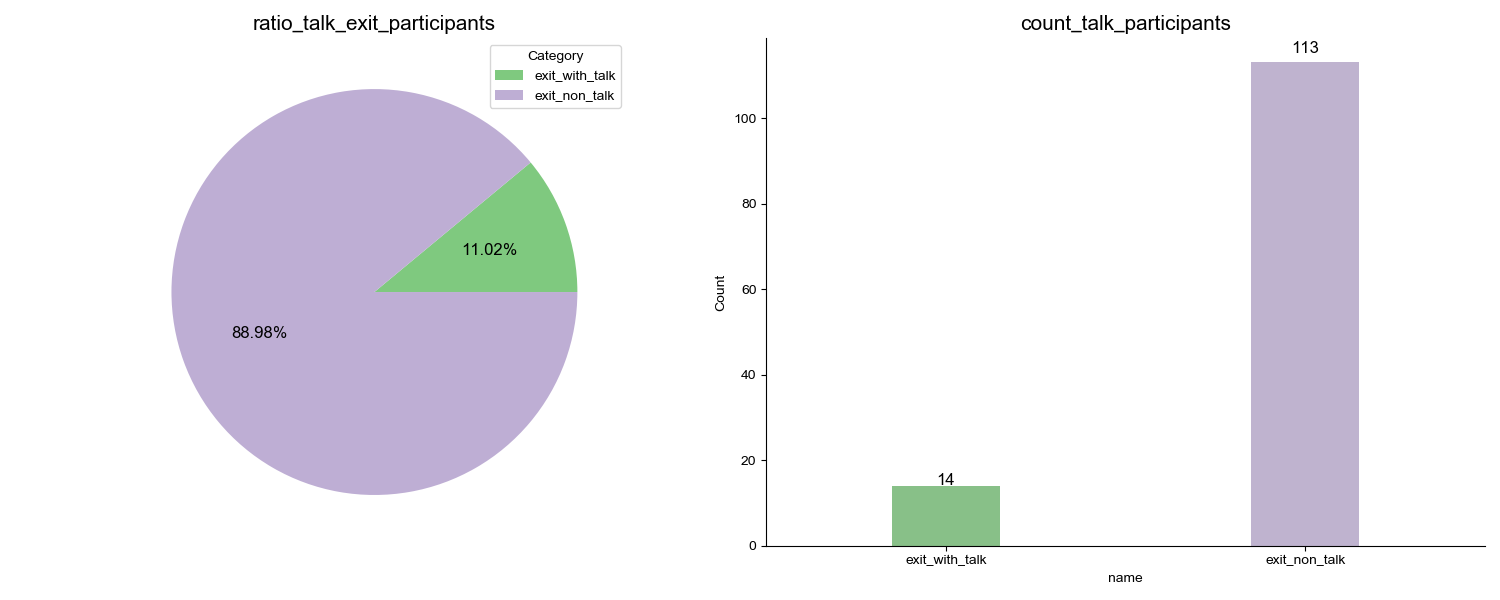 ratio_talk_exit_participants
Category
exit_with_talk
exit_non_talk
11.02%
88.98%
count_talk_participants
113
100
80
60
40
20
0
Count
14
exit_with_talk
exit_non_talk
name